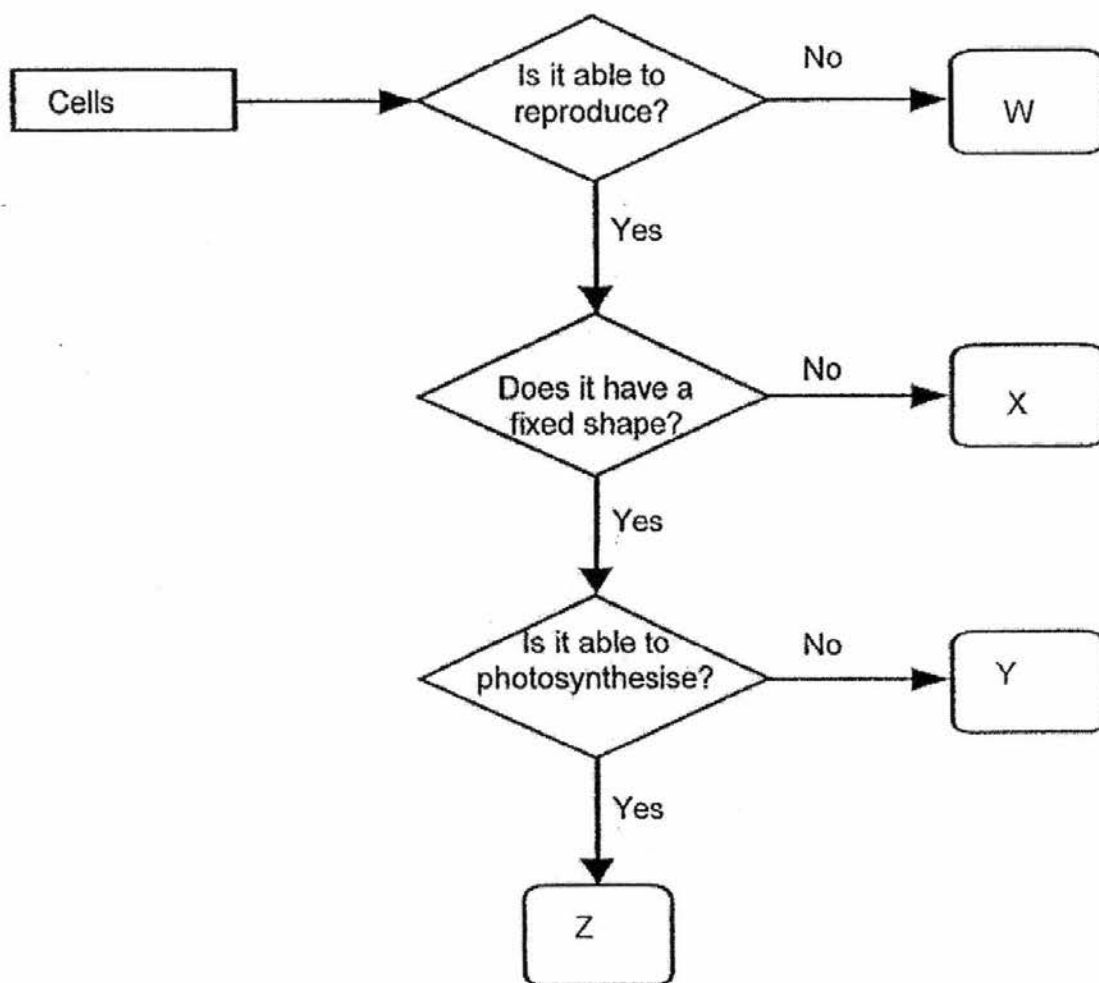 Cells
Is it able to
reproduce?
No
W
Yes
Does it have a
fixed shape?
No
X
Yes
Is it able to
photosynthesise?
No
Y
Yes
Z